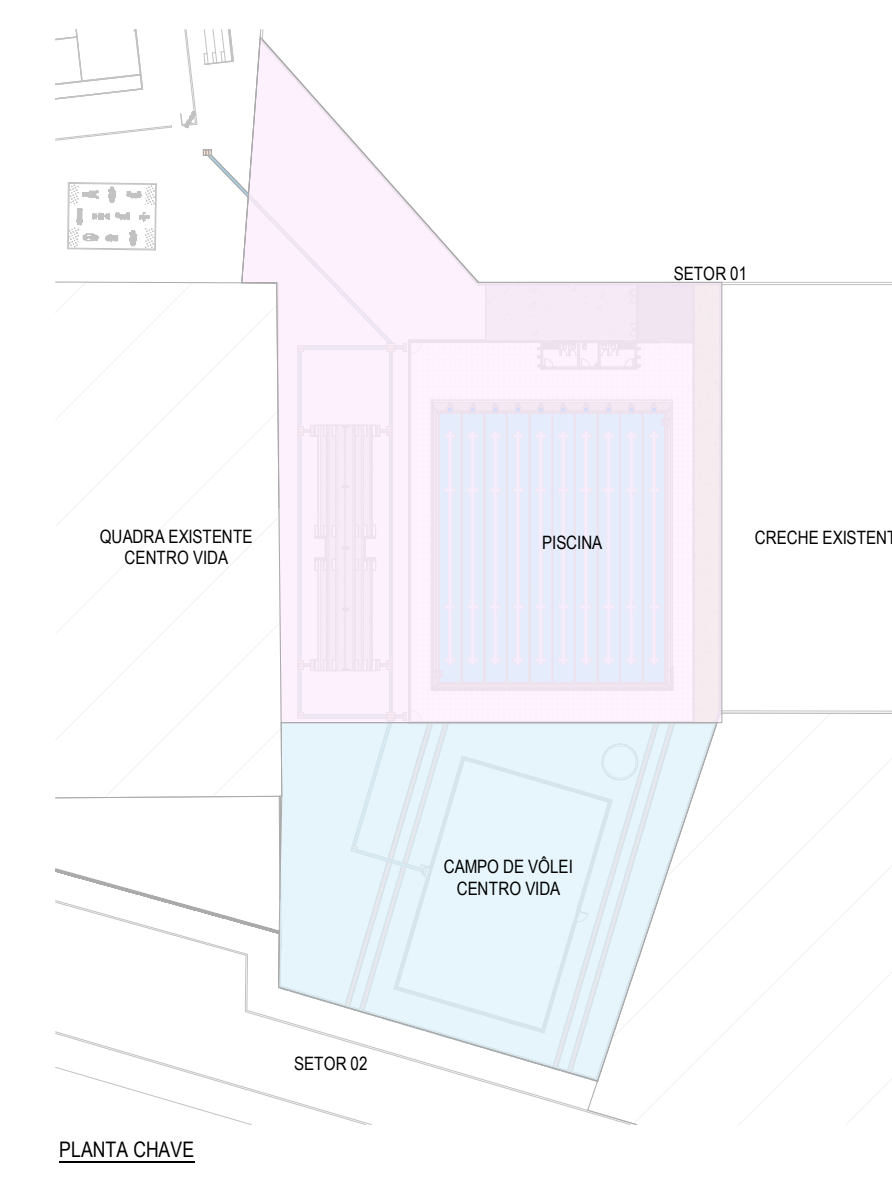 SETOR 01
QUADRA EXISTENTE
CENTRO VIDA
PISCINA
CRECHE EXISTENT
CAMPO DE VÔLEI
CENTRO VIDA
SETOR 02
PLANTA CHAVE